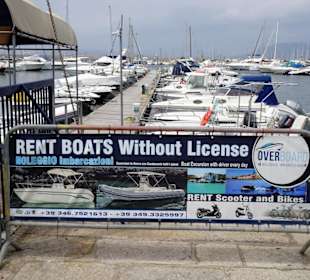 RENT BOATS Without License
NOLEGGIO Imbarcazioni
Boat Excursion with driver every day
OVERBOARD
RENT Scooter and Bikes
+39 346.7521613 - +39 349.3325997